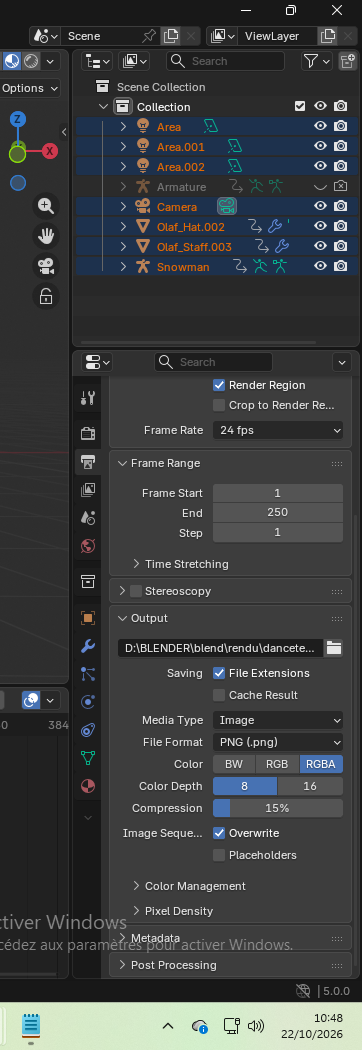 Scene
ViewLayer
Options
Search
Z
X
Scene Collection
Collection
Area
Area.001
Area.002
Armature
Camera
Olaf_Hat.002
Olaf_Staff.003
Snowman
Search
Render Region
Crop to Render Re...
Frame Rate 24 fps
Frame Range
Frame Start 1
End 250
Step 1
Time Stretching
Stereoscopy
Output
D:\BLENDER\blend\rendu\dancete...
Saving File Extensions
Cache Result
0 384
Media Type Image
File Format PNG (.png)
Color BW RGB RGBA
Color Depth 8 16
Compression 15%
Image Seque... Overwrite
Placeholders
Color Management
Pixel Density
ctiver Windows
Metadata
cédez aux paramètres pour activer Windows.
Post Processing
5.0.0
10:48
22/10/2026